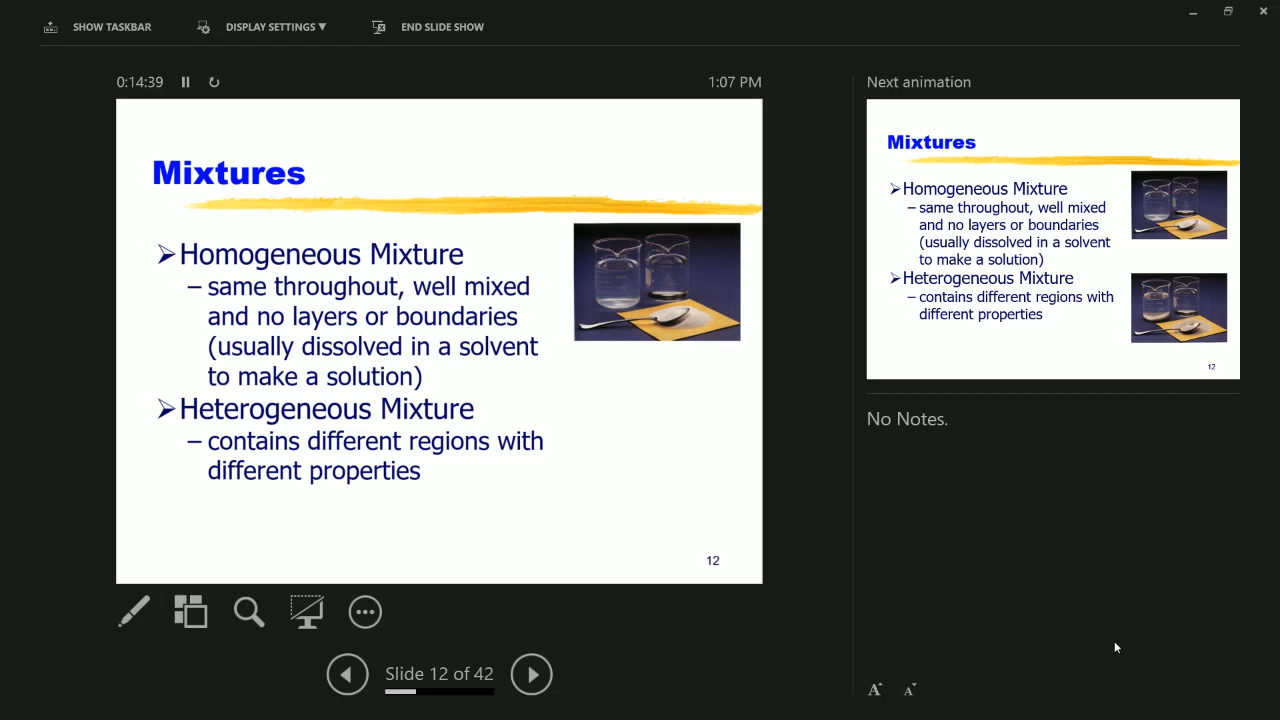 SHOW TASKBAR
DISPLAY SETTINGS ▼
END SLIDE SHOW
0:14:39
1:07 PM
Mixtures
➢Homogeneous Mixture
– same throughout, well mixed
and no layers or boundaries
(usually dissolved in a solvent
to make a solution)
➢Heterogeneous Mixture
– contains different regions with
different properties
12
Slide 12 of 42
Next animation
Mixtures
➢Homogeneous Mixture
– same throughout, well mixed
and no layers or boundaries
(usually dissolved in a solvent
to make a solution)
➢Heterogeneous Mixture
– contains different regions with
different properties
12
No Notes.
A A